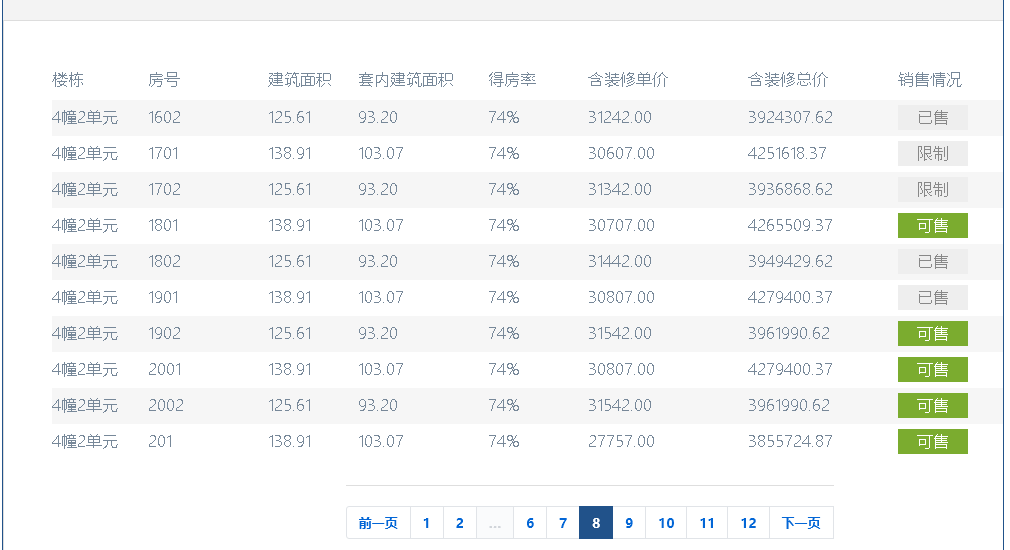 楼栋 房号 建筑面积 套内建筑面积 得房率 含装修单价 含装修总价 销售情况
4幢2单元 1602 125.61 93.20 74% 31242.00 3924307.62 已售
4幢2单元 1701 138.91 103.07 74% 30607.00 4251618.37 限制
4幢2单元 1702 125.61 93.20 74% 31342.00 3936868.62 限制
4幢2单元 1801 138.91 103.07 74% 30707.00 4265509.37 可售
4幢2单元 1802 125.61 93.20 74% 31442.00 3949429.62 已售
4幢2单元 1901 138.91 103.07 74% 30807.00 4279400.37 已售
4幢2单元 1902 125.61 93.20 74% 31542.00 3961990.62 可售
4幢2单元 2001 138.91 103.07 74% 30807.00 4279400.37 可售
4幢2单元 2002 125.61 93.20 74% 31542.00 3961990.62 可售
4幢2单元 201 138.91 103.07 74% 27757.00 3855724.87 可售
前一页 1 2 ... 6 7 8 9 10 11 12 下一页